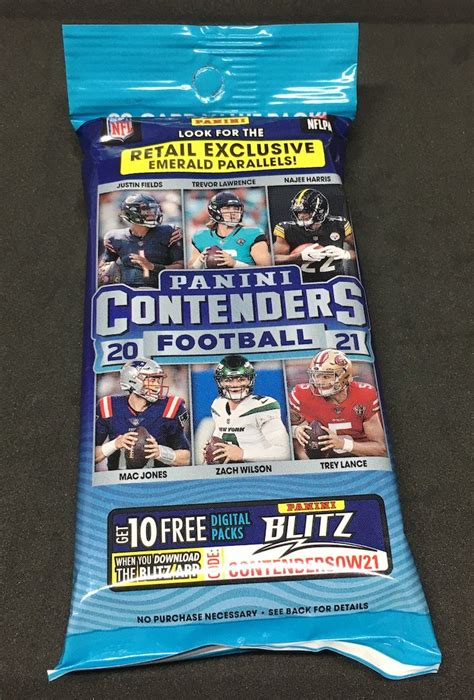 NFL
PANINI
NFLPA
LOOK FOR THE
RETAIL EXCLUSIVE
EMERALD PARALLELS!
JUSTIN FIELDS TREVOR LAWRENCE NAJEE HARRIS
PANINI
CONTENDERS
20 FOOTBALL 21
MAC JONES ZACH WILSON TREY LANCE
GET 10 FREE DIGITAL PACKS
PANINI
BLITZ
WHEN YOU DOWNLOAD
THE BLITZ APP
CODE: CONTENDERSOW21
NO PURCHASE NECESSARY • SEE BACK FOR DETAILS